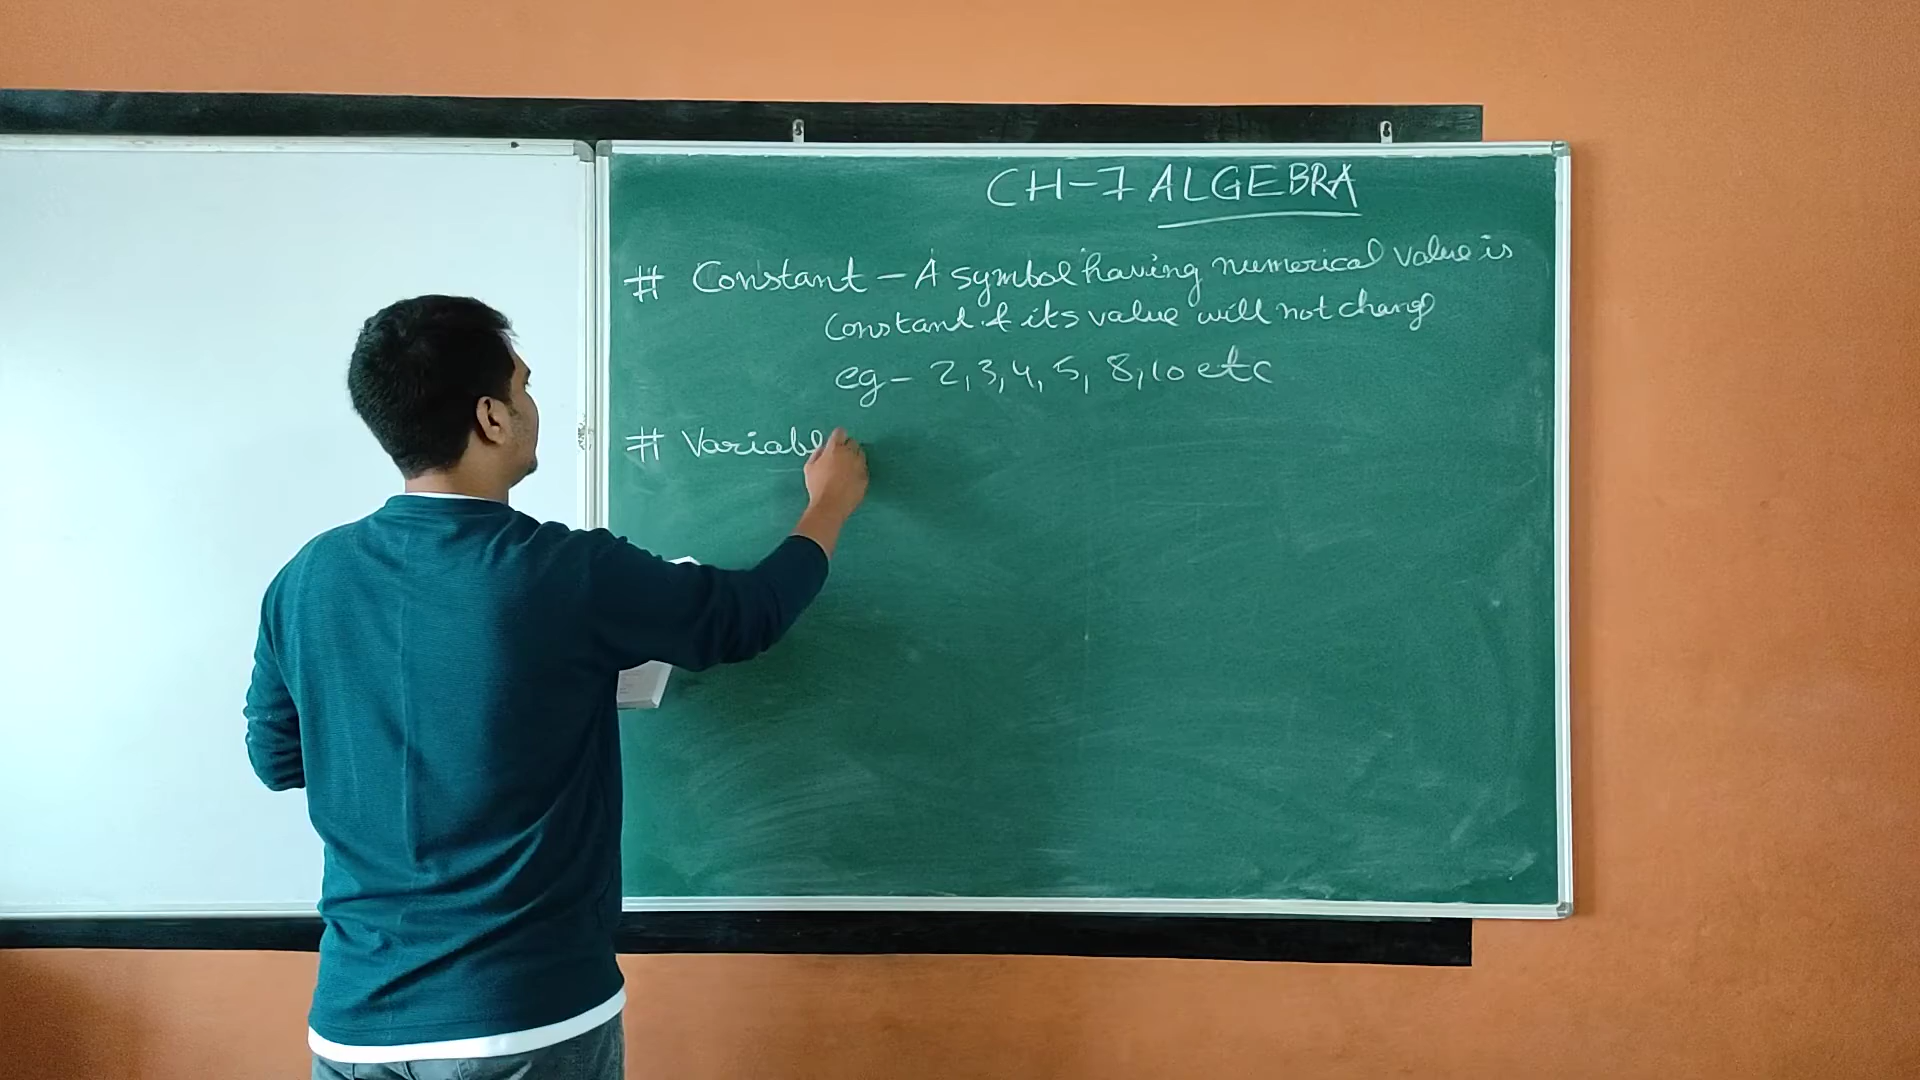 CH-7 ALGEBRA
# Constant - A symbol having numerical value is
constant & its value will not change
eg - 2, 3, 4, 5, 8, 10 etc
# Variable